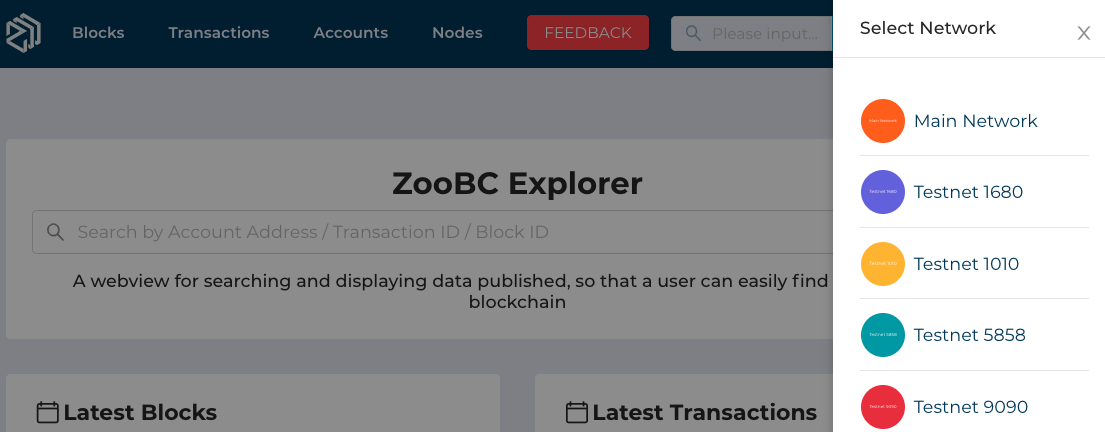 Blocks Transactions Accounts Nodes FEEDBACK Please input...
ZooBC Explorer
Search by Account Address / Transaction ID / Block ID
A webview for searching and displaying data published, so that a user can easily find
blockchain
Latest Blocks
Latest Transactions
Select Network
Main Network Main Network
Testnet 1680 Testnet 1680
Testnet 1010 Testnet 1010
Testnet 5858 Testnet 5858
Testnet 9090 Testnet 9090